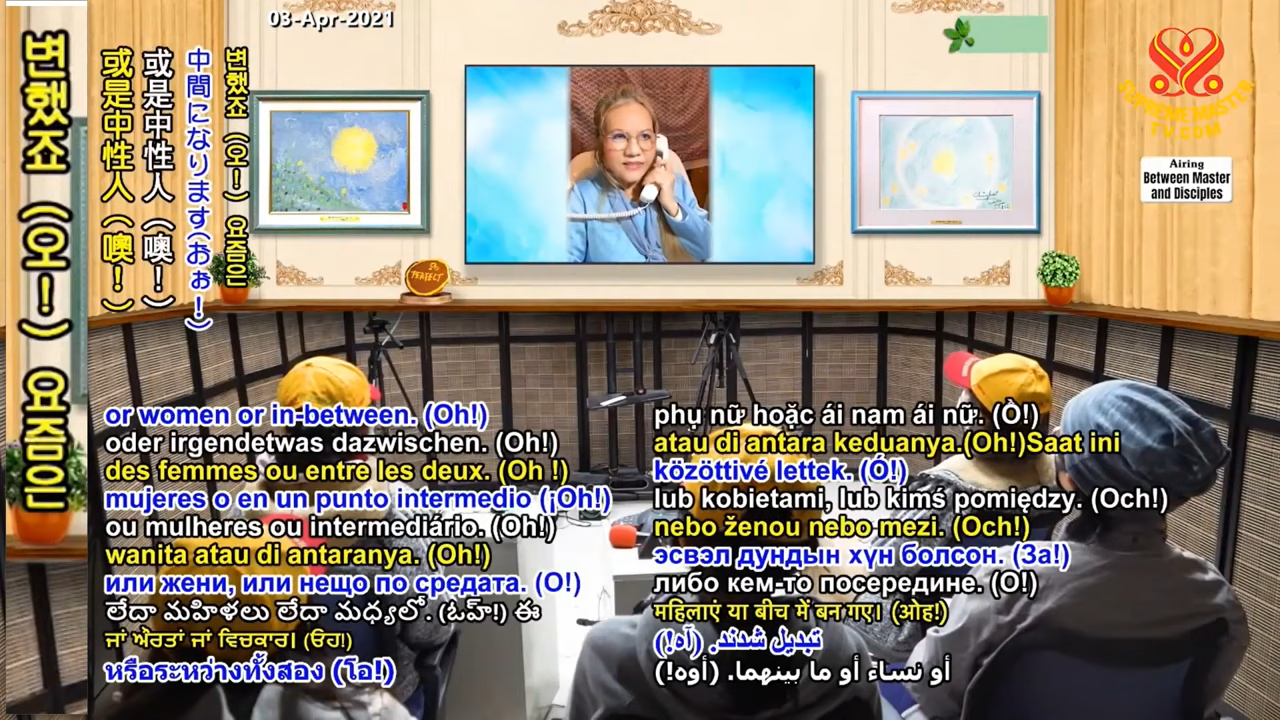 03-Apr-2021
SUPREME MASTER
TV.COM
Airing
Between Master
and Disciples
PERFECT
변했죠 (오!) 요즘은
변했죠 (오!) 요즘은
中間になります(おぉ!)
或是中性人(噢!)
或是中性人(噢!)
or women or in-between. (Oh!)
oder irgendetwas dazwischen. (Oh!)
des femmes ou entre les deux. (Oh !)
mujeres o en un punto intermedio (¡Oh!)
ou mulheres ou intermediário. (Oh!)
wanita atau di antaranya. (Oh!)
или жени, или нещо по средата. (О!)
లేదా మహిళలు లేదా మధ్యలో. (ఓహ్!) ఈ
ਜਾਂ ਔਰਤਾਂ ਜਾਂ ਵਿਚਕਾਰ। (ਓਹ!)
หรือระหว่างทั้งสอง (โอ!)
phụ nữ hoặc ái nam ái nữ. (Ồ!)
atau di antara keduanya.(Oh!)Saat ini
közöttivé lettek. (Ó!)
lub kobietami, lub kimś pomiędzy. (Och!)
nebo ženou nebo mezi. (Och!)
эсвэл дундын хүн болсон. (За!)
либо кем-то посередине. (О!)
महिलाएं या बीच में बन गए। (ओह!)
تبدیل شدند. (آه!)
أو نساء أو ما بينهما. (أوه!)